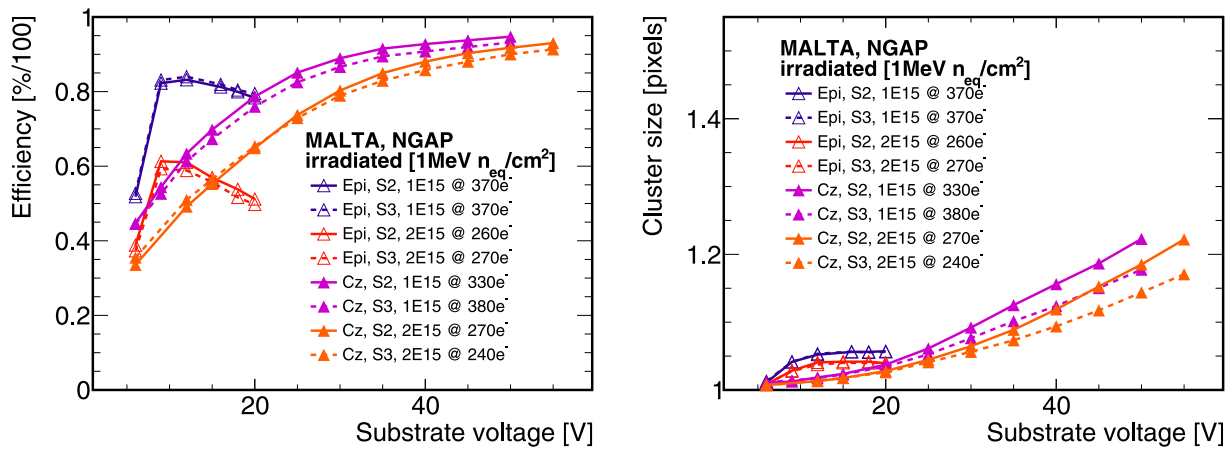 Efficiency [%/100]
1
0.8
0.6
0.4
0.2
0
20
40
Substrate voltage [V]
MALTA, NGAP
irradiated [1MeV n_eq/cm²]
Epi, S2, 1E15 @ 370e⁻
Epi, S3, 1E15 @ 370e⁻
Epi, S2, 2E15 @ 260e⁻
Epi, S3, 2E15 @ 270e⁻
Cz, S2, 1E15 @ 330e⁻
Cz, S3, 1E15 @ 380e⁻
Cz, S2, 2E15 @ 270e⁻
Cz, S3, 2E15 @ 240e⁻
Cluster size [pixels]
1.4
1.2
1
20
40
Substrate voltage [V]
MALTA, NGAP
irradiated [1MeV n_eq/cm²]
Epi, S2, 1E15 @ 370e⁻
Epi, S3, 1E15 @ 370e⁻
Epi, S2, 2E15 @ 260e⁻
Epi, S3, 2E15 @ 270e⁻
Cz, S2, 1E15 @ 330e⁻
Cz, S3, 1E15 @ 380e⁻
Cz, S2, 2E15 @ 270e⁻
Cz, S3, 2E15 @ 240e⁻